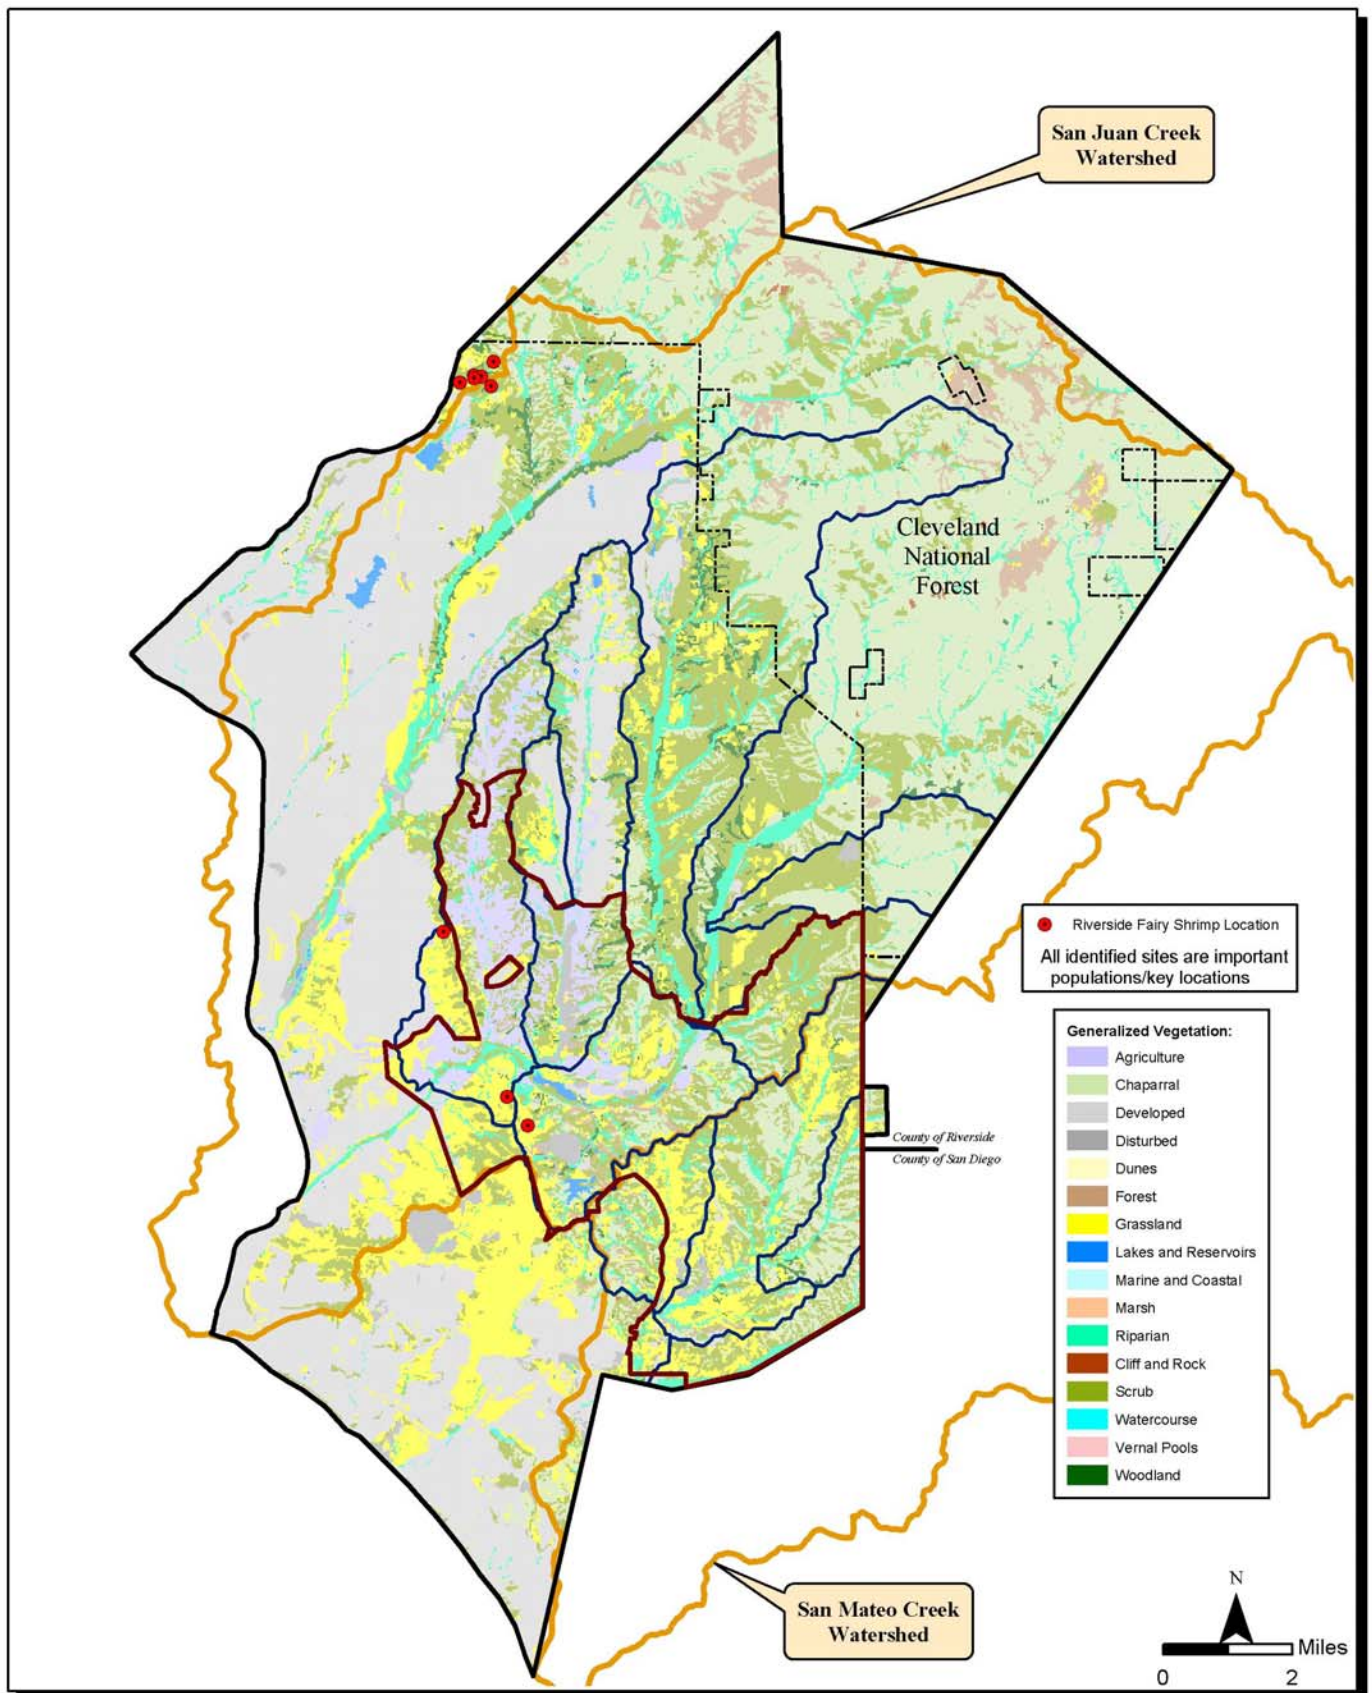 San Juan Creek
Watershed
Cleveland
National
Forest
Riverside Fairy Shrimp Location
All identified sites are important
populations/key locations
Generalized Vegetation:
Agriculture
Chaparral
Developed
Disturbed
Dunes
Forest
Grassland
Lakes and Reservoirs
Marine and Coastal
Marsh
Riparian
Cliff and Rock
Scrub
Watercourse
Vernal Pools
Woodland
County of Riverside
County of San Diego
San Mateo Creek
Watershed
N
Miles
0 2